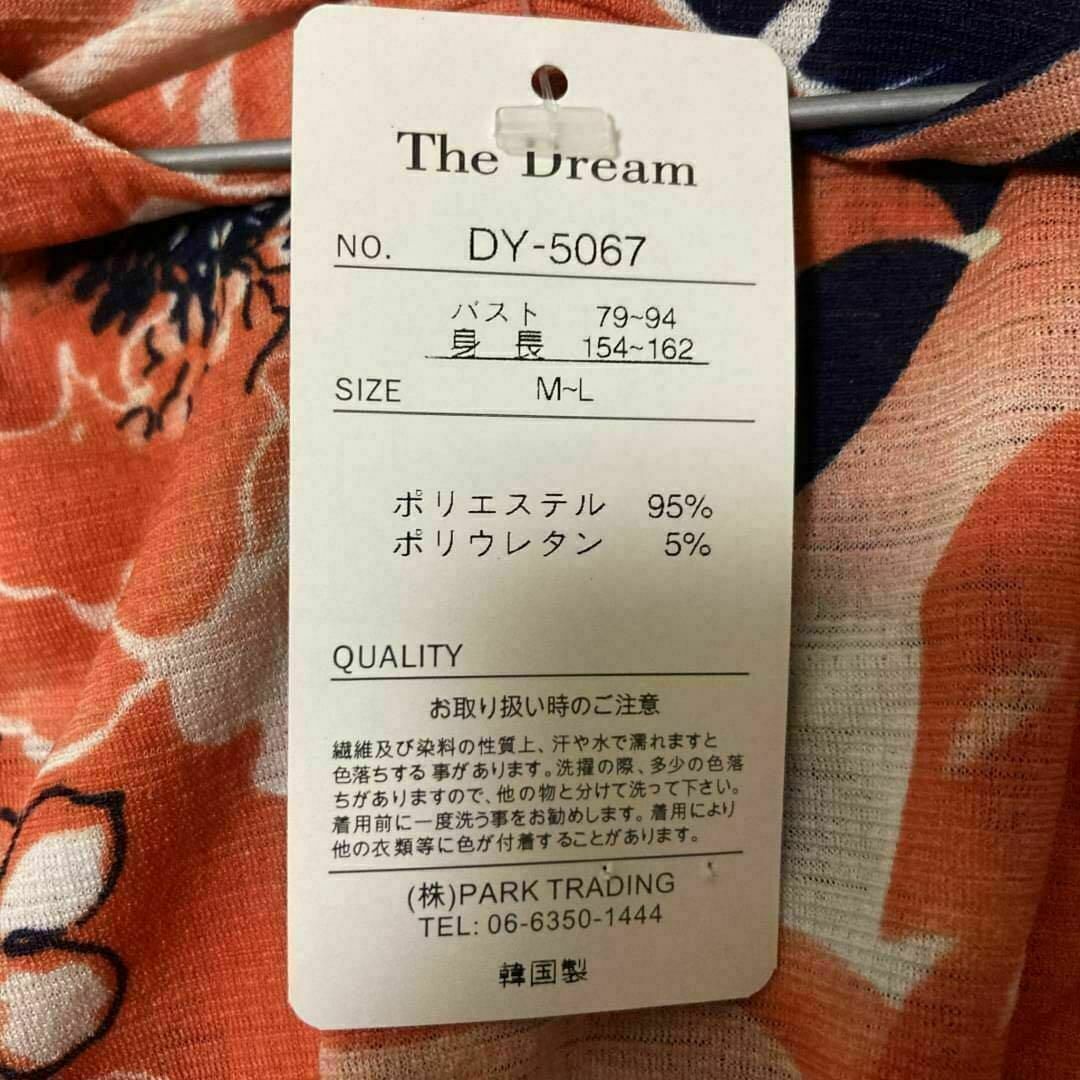 The Dream
NO. DY-5067
バスト 79~94
身長 154~162
SIZE M~L
ポリエステル 95%
ポリウレタン 5%
QUALITY
お取り扱い時のご注意
繊維及び染料の性質上、汗や水で濡れますと
色落ちする事があります。洗濯の際、多少の色落
ちがありますので、他の物と分けて洗って下さい。
着用前に一度洗う事をお勧めします。着用により
他の衣類等に色が付着することがあります。
(株)PARK TRADING
TEL: 06-6350-1444
韓国製